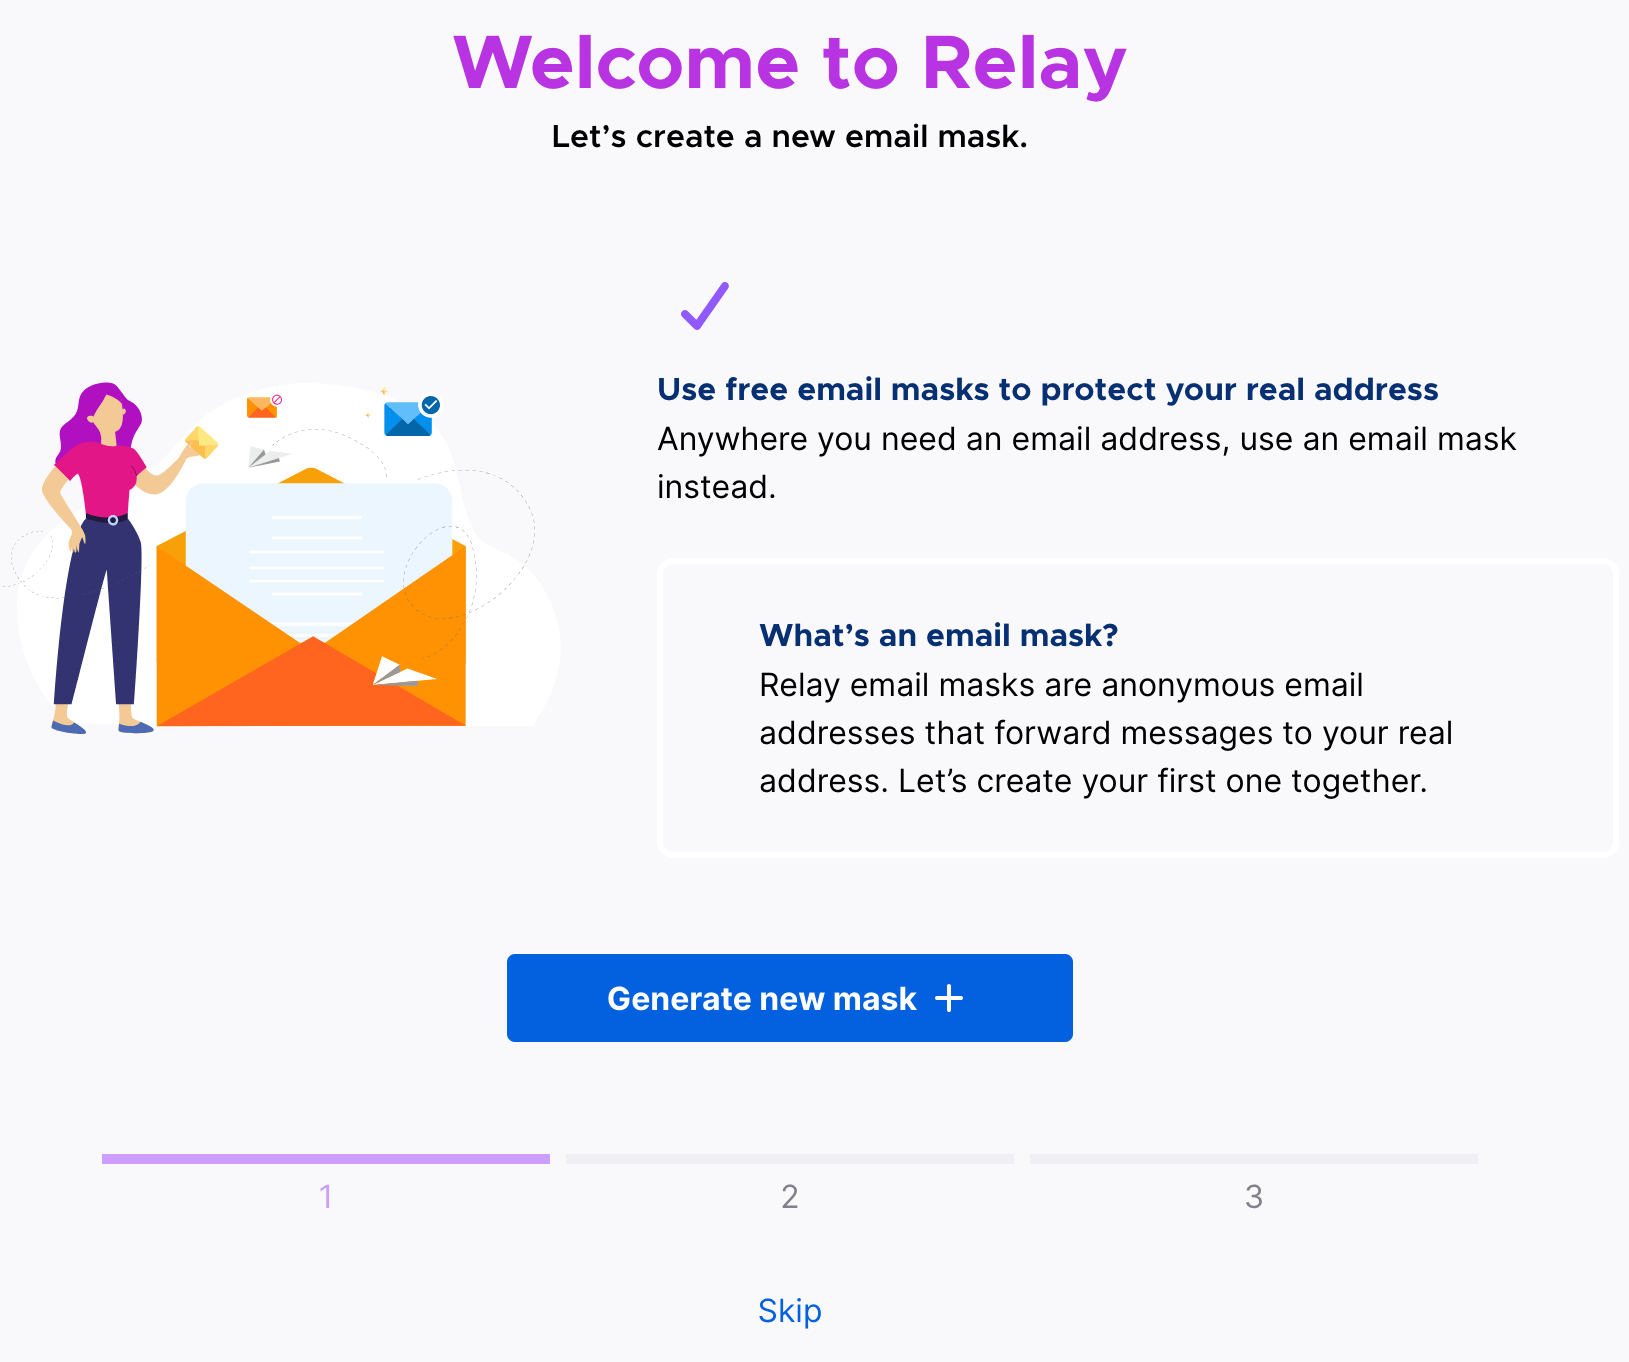 Welcome to Relay
Let’s create a new email mask.
Use free email masks to protect your real address
Anywhere you need an email address, use an email mask
instead.
What’s an email mask?
Relay email masks are anonymous email
addresses that forward messages to your real
address. Let’s create your first one together.
Generate new mask
1
2
3
Skip